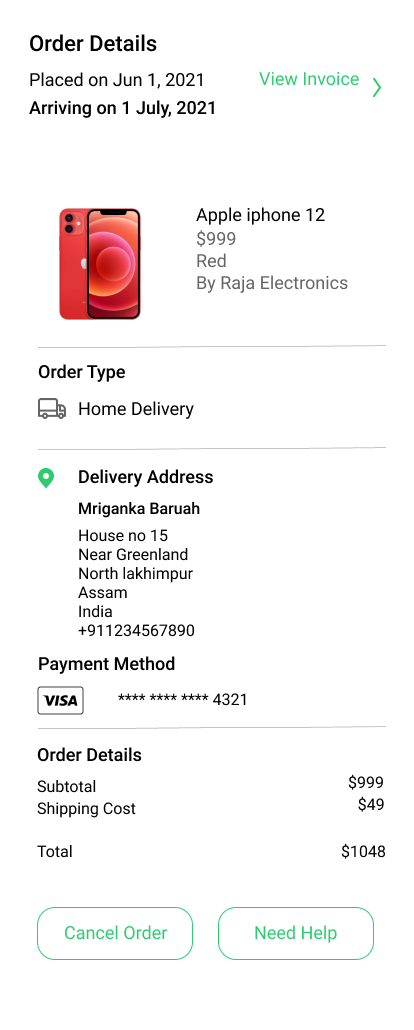 Order Details
Placed on Jun 1, 2021
View Invoice
Arriving on 1 July, 2021
Apple iphone 12
$999
Red
By Raja Electronics
Order Type
Home Delivery
Delivery Address
Mriganka Baruah
House no 15
Near Greenland
North lakhimpur
Assam
India
+911234567890
Payment Method
VISA **** **** **** 4321
Order Details
Subtotal $999
Shipping Cost $49
Total $1048
Cancel Order
Need Help